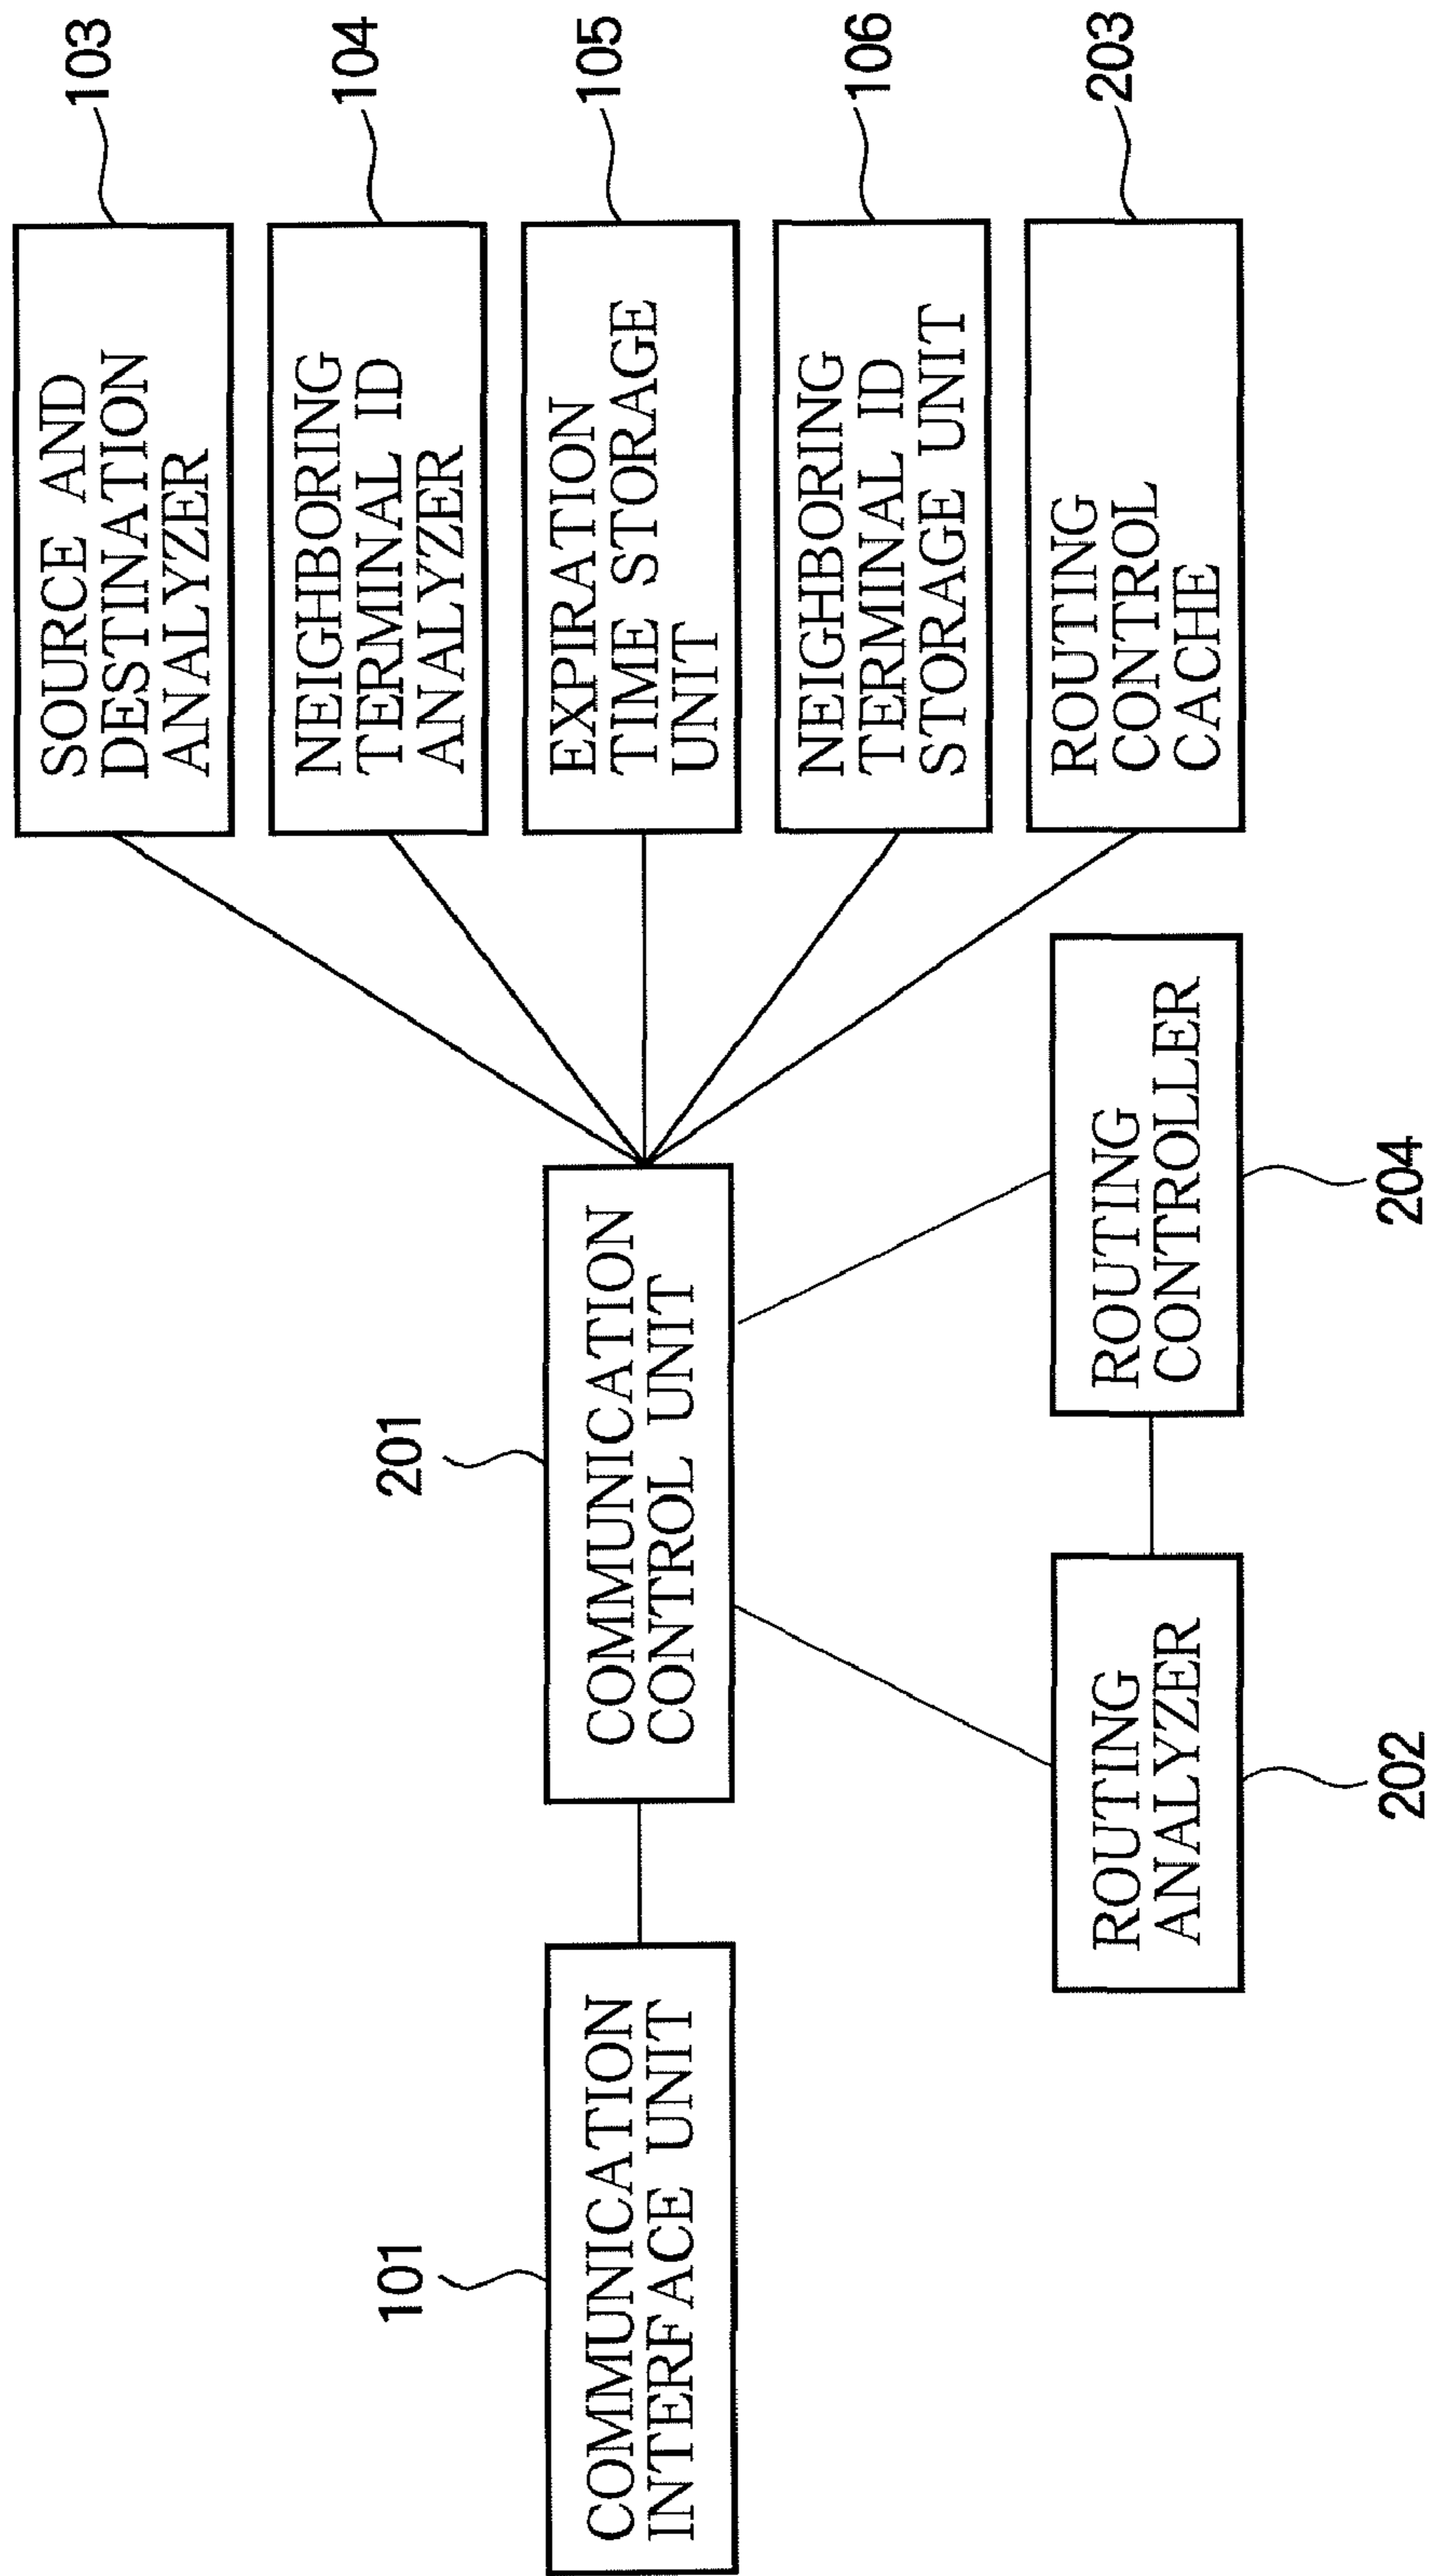 101
COMMUNICATION
INTERFACE UNIT
201
COMMUNICATION
CONTROL UNIT
SOURCE AND
DESTINATION
ANALYZER
103
NEIGHBORING
TERMINAL ID
ANALYZER
104
EXPIRATION
TIME STORAGE
UNIT
105
NEIGHBORING
TERMINAL ID
STORAGE UNIT
106
ROUTING
CONTROL
CACHE
203
ROUTING
ANALYZER
202
ROUTING
CONTROLLER
204